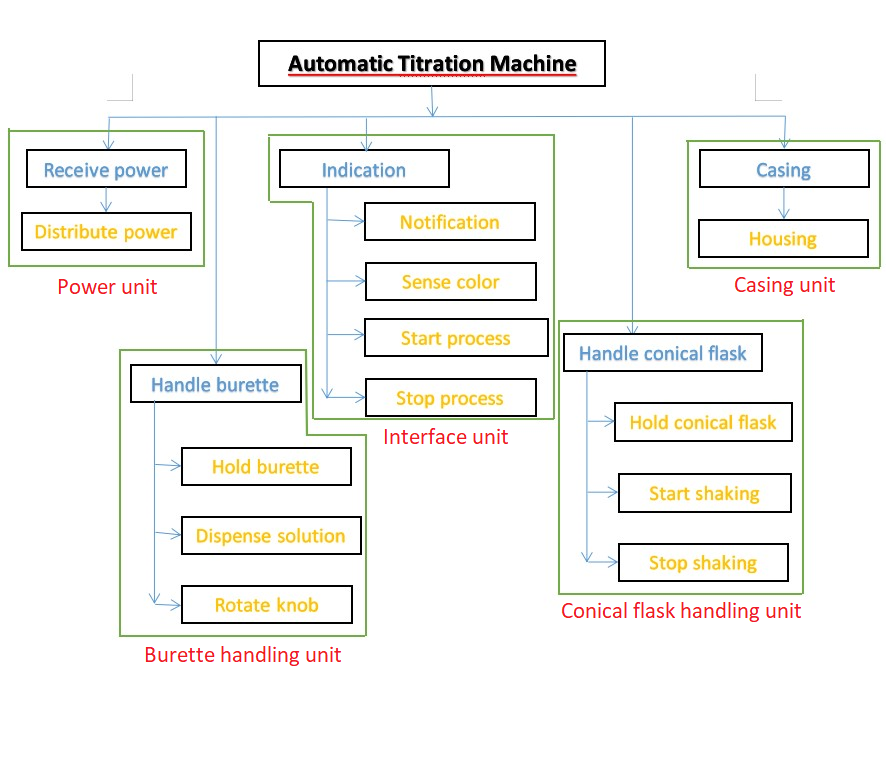 Automatic Titration Machine
Receive power
Distribute power
Power unit
Handle burette
Hold burette
Dispense solution
Rotate knob
Burette handling unit
Indication
Notification
Sense color
Start process
Stop process
Interface unit
Handle conical flask
Hold conical flask
Start shaking
Stop shaking
Conical flask handling unit
Casing
Housing
Casing unit